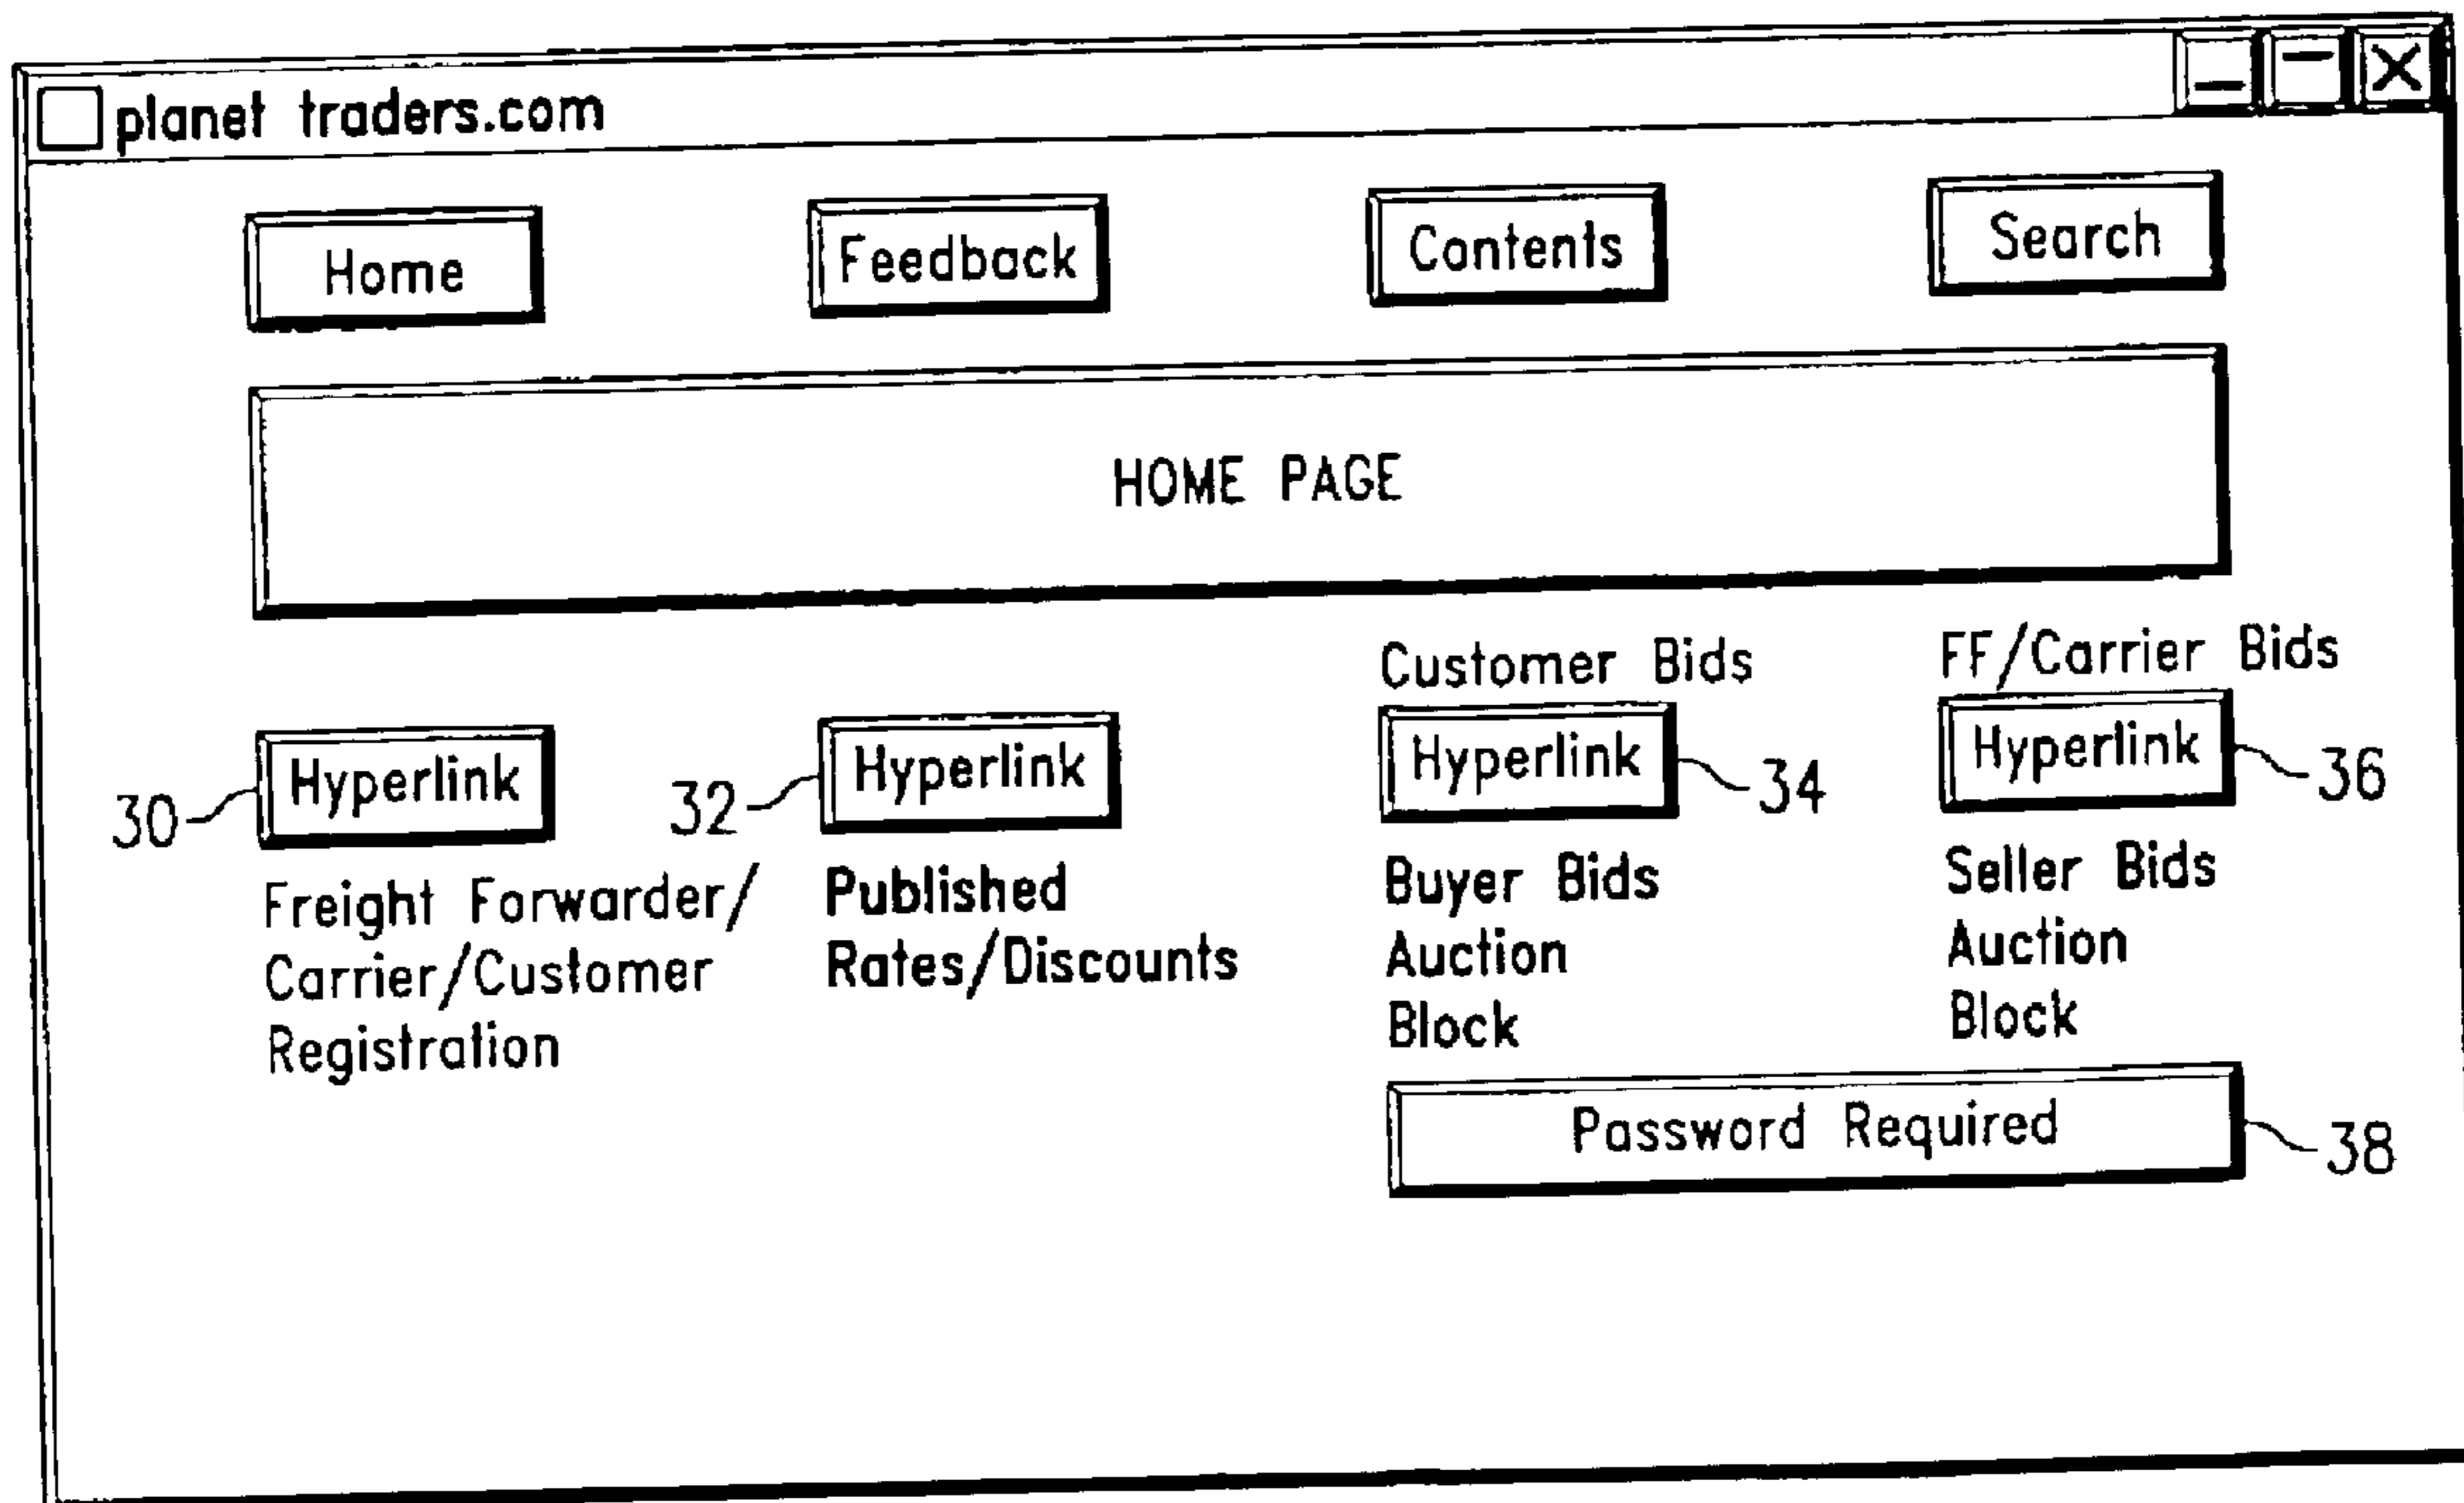 planet traders.com
Home
Feedback
Contents
Search
HOME PAGE
Customer Bids
FF/Carrier Bids
30
Hyperlink
32
Hyperlink
Hyperlink
34
Hyperlink
36
Freight Forwarder/
Carrier/Customer
Registration
Published
Rates/Discounts
Buyer Bids
Auction
Block
Seller Bids
Auction
Block
Password Required
38